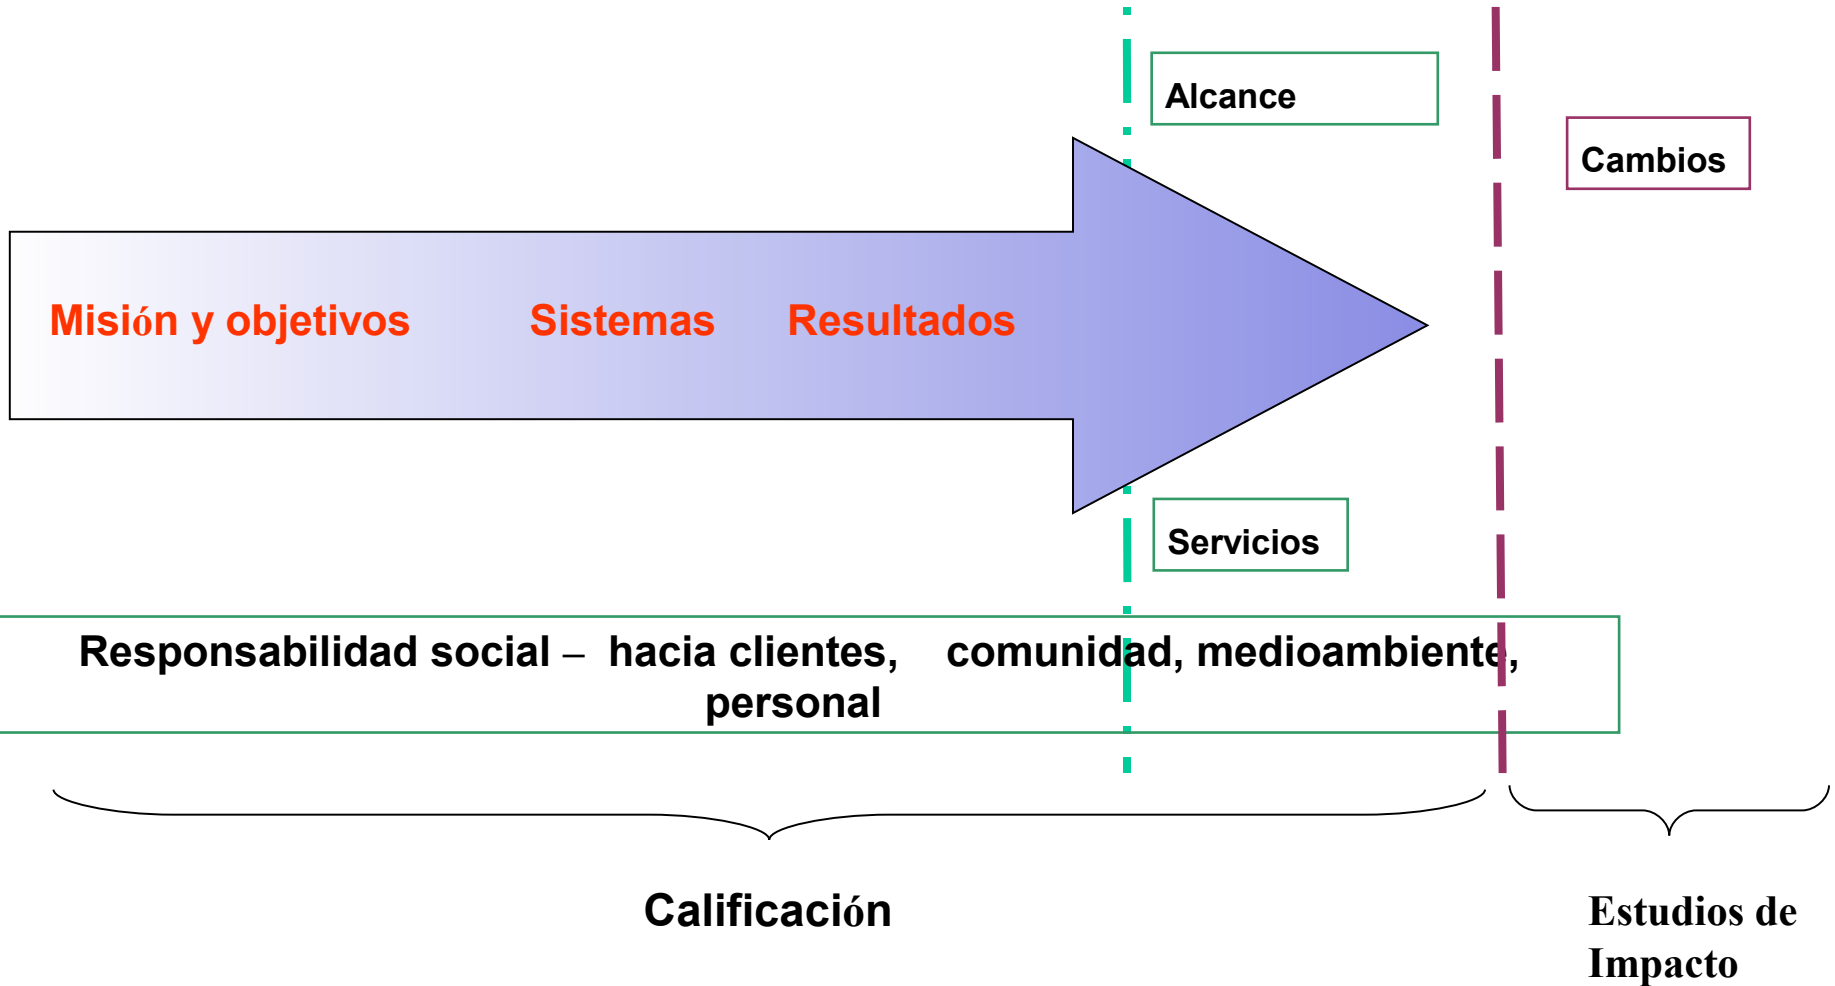 Alcance
Cambios
Misión y objetivos Sistemas Resultados
Servicios
Responsabilidad social – hacia clientes, comunidad, medioambiente,
personal
Calificación
Estudios de
Impacto